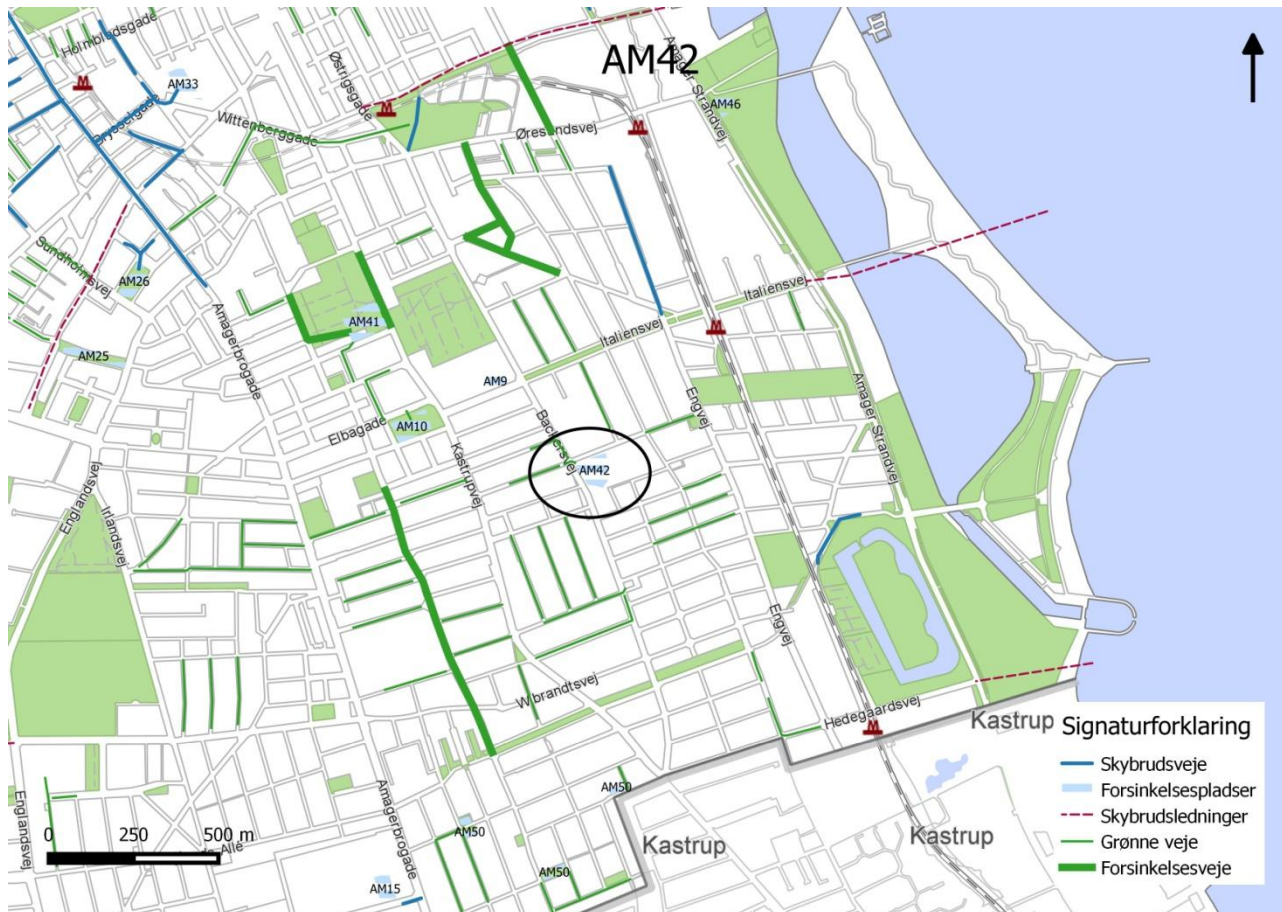 AM42
Holmbladsgade
Østrigsgade
AM33
Brysselgade
Wittenberggade
AM46
Amager Strandvej
Øresundsvej
Sundholmsvej
AM26
Italiensvej
AM41
Italiensvej
Amagerbrogade
AM25
AM9
Engvej
Amager Strandvej
Elbagade
AM10
Backersvej
AM42
Kastrupvej
Englandsvej
Irlandsvej
Engvej
Wibrandtsvej
Hedegaardsvej
Kastrup
Signaturforklaring
Skybrudsveje
Forsinkelsespladser
Skybrudsledninger
Grønne veje
Forsinkelsesveje
AM50
Englandsvej
Amagerbrogade
0 250 500 m
AM50
Kastrup
Kastrup
Alle
AM50
AM15